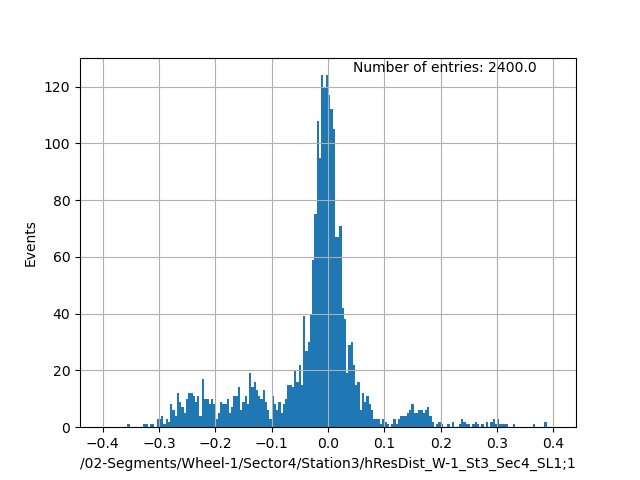 Number of entries: 2400.0
120
100
80
60
40
20
0
Events
−0.4 −0.3 −0.2 −0.1 0.0 0.1 0.2 0.3 0.4
/02-Segments/Wheel-1/Sector4/Station3/hResDist_W-1_St3_Sec4_SL1;1